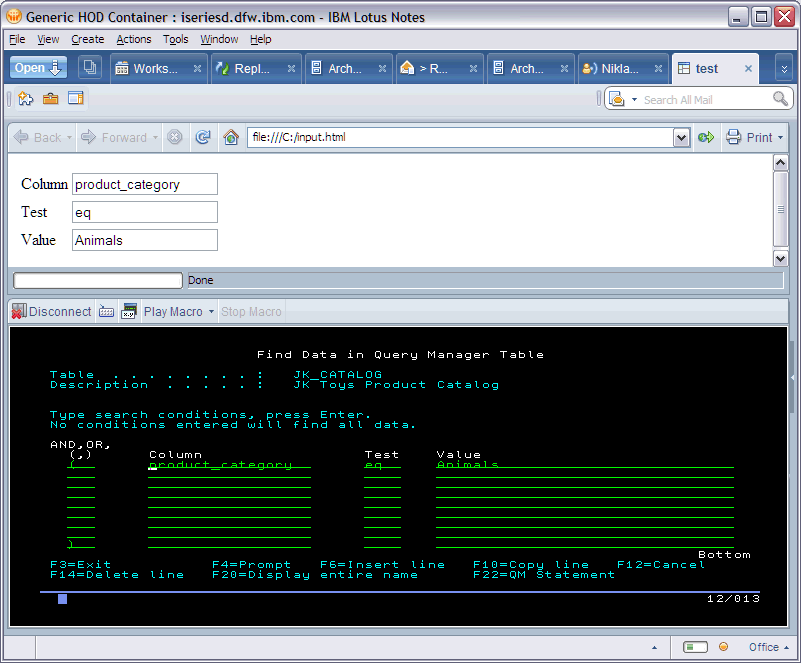 Generic HOD Container : iseriesd.dfw.ibm.com - IBM Lotus Notes
File View Create Actions Tools Window Help
Open Works... Repl... Arch... > R... Arch... Nikla... test
Search All Mail
Back Forward file:///C:/input.html Print
Column product_category
Test eq
Value Animals
Done
Disconnect Play Macro Stop Macro
Find Data in Query Manager Table
Table . . . . . . . . : JK_CATALOG
Description . . . . . : JK Toys Product Catalog
Type search conditions, press Enter.
No conditions entered will find all data.
AND,OR,
(,) Column Test Value
( product_category eq Animals
)
Bottom
F3=Exit F4=Prompt F6=Insert line F10=Copy line F12=Cancel
F14=Delete line F20=Display entire name F22=QM Statement
12/013
Office